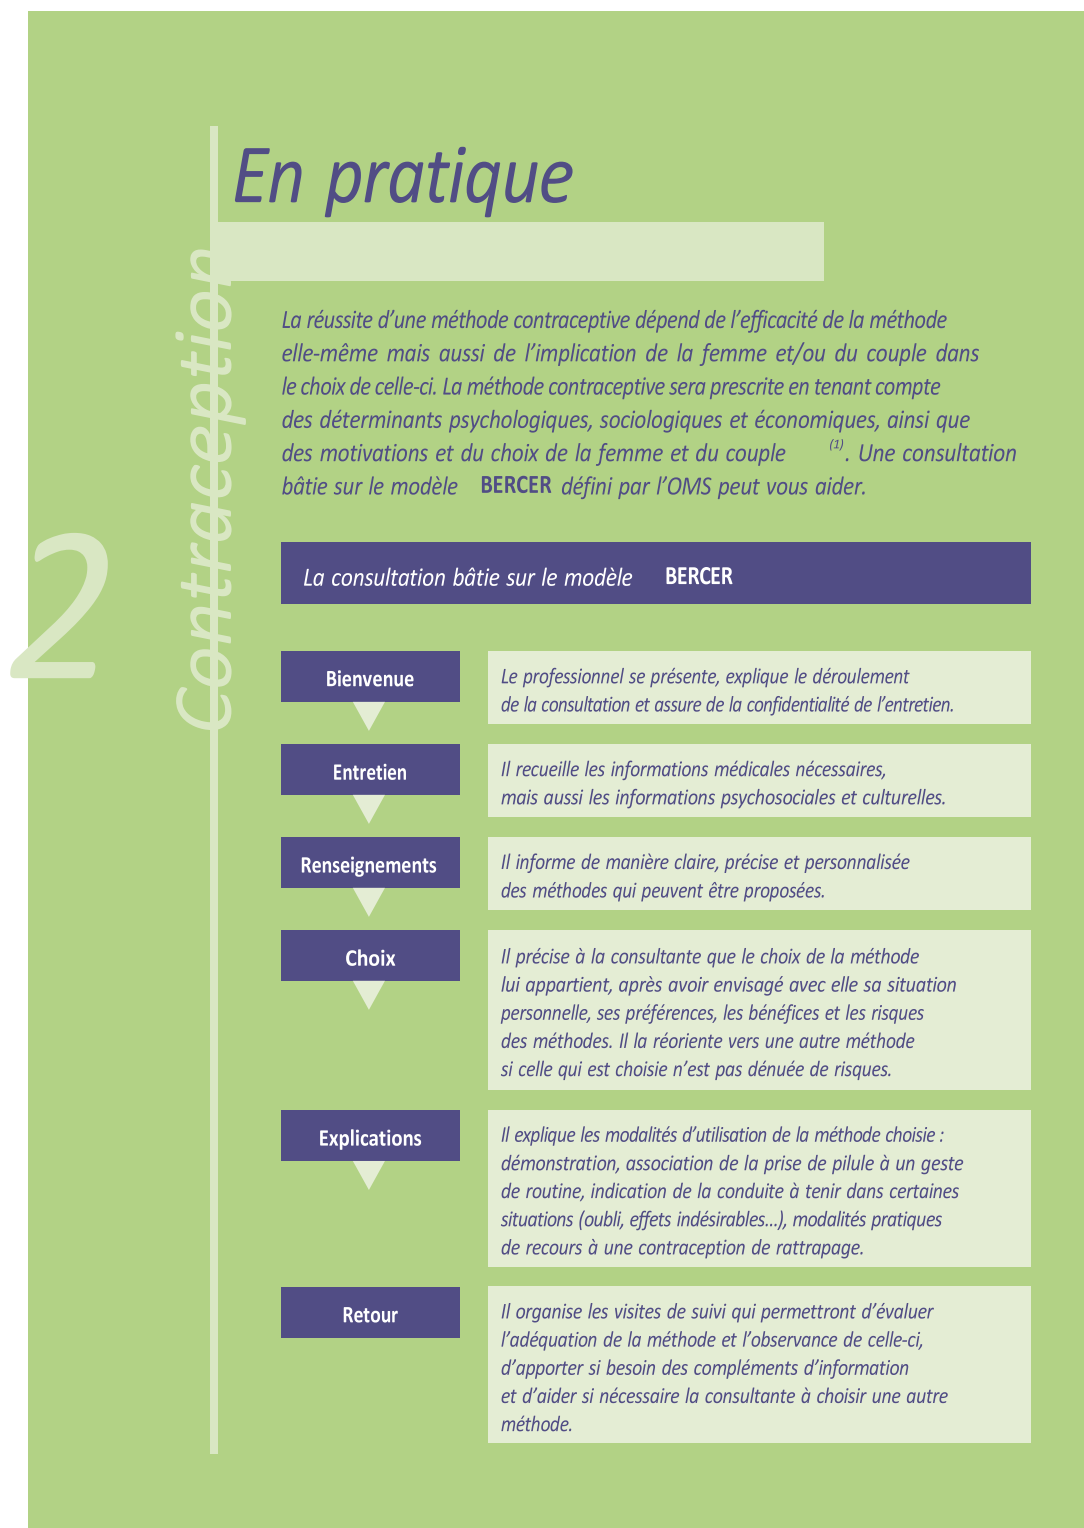 En pratique
Contraception
2
La réussite d’une méthode contraceptive dépend de l’efficacité de la méthode
elle-même mais aussi de l’implication de la femme et/ou du couple dans
le choix de celle-ci. La méthode contraceptive sera prescrite en tenant compte
des déterminants psychologiques, sociologiques et économiques, ainsi que
des motivations et du choix de la femme et du couple (1). Une consultation
bâtie sur le modèle BERCER défini par l’OMS peut vous aider.
La consultation bâtie sur le modèle BERCER
Bienvenue
Le professionnel se présente, explique le déroulement
de la consultation et assure de la confidentialité de l’entretien.
Entretien
Il recueille les informations médicales nécessaires,
mais aussi les informations psychosociales et culturelles.
Renseignements
Il informe de manière claire, précise et personnalisée
des méthodes qui peuvent être proposées.
Choix
Il précise à la consultante que le choix de la méthode
lui appartient, après avoir envisagé avec elle sa situation
personnelle, ses préférences, les bénéfices et les risques
des méthodes. Il la réoriente vers une autre méthode
si celle qui est choisie n’est pas dénuée de risques.
Explications
Il explique les modalités d’utilisation de la méthode choisie :
démonstration, association de la prise de pilule à un geste
de routine, indication de la conduite à tenir dans certaines
situations (oubli, effets indésirables...), modalités pratiques
de recours à une contraception de rattrapage.
Retour
Il organise les visites de suivi qui permettront d’évaluer
l’adéquation de la méthode et l’observance de celle-ci,
d’apporter si besoin des compléments d’information
et d’aider si nécessaire la consultante à choisir une autre
méthode.